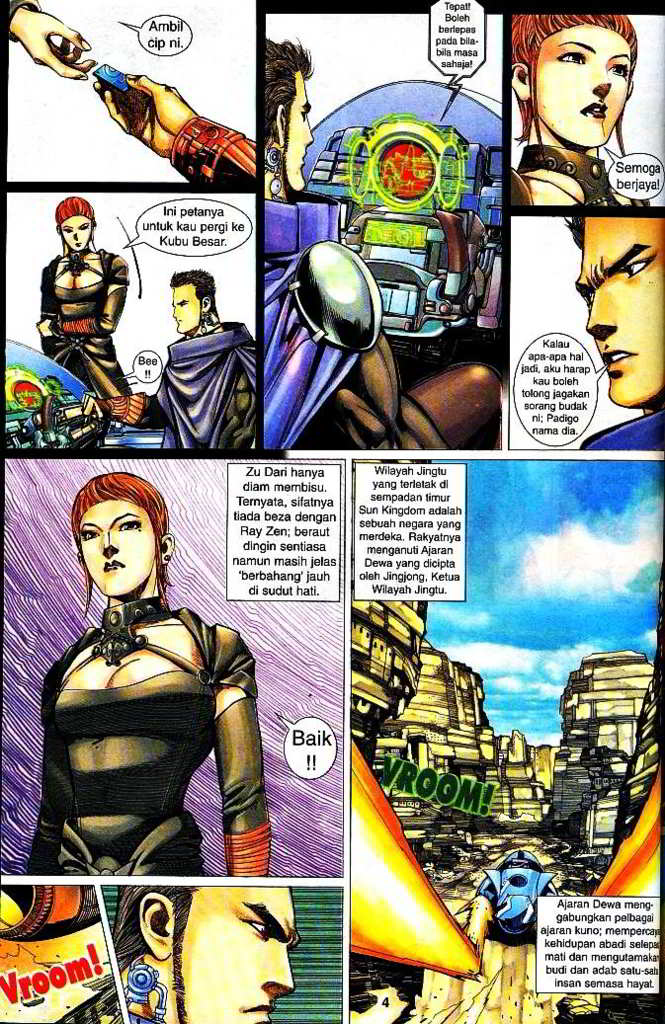 Ambil
cip ni.
Tepat!
Boleh
berlepas
pada bila-
bila masa
sahaja!
Semoga
berjaya!
Ini petanya
untuk kau pergi ke
Kubu Besar.
Bee
!!
Kalau
apa-apa hal
jadi, aku harap
kau boleh
tolong jagakan
sorang budak
ni; Padigo
nama dia.
Zu Dari hanya
diam membisu.
Ternyata, sifatnya
tiada beza dengan
Ray Zen; beraut
dingin sentiasa
namun masih jelas
'berbahang' jauh
di sudut hati.
Baik
!!
Wilayah Jingtu
yang terletak di
sempadan timur
Sun Kingdom adalah
sebuah negara yang
merdeka. Rakyatnya
menganuti Ajaran
Dewa yang dicipta
oleh Jingjong, Ketua
Wilayah Jingtu.
VROOM!
Vroom!
Ajaran Dewa meng-
gabungkan pelbagai
ajaran kuno; mempercay
kehidupan abadi selepa
mati dan mengutamaka
budi dan adab satu-satu
insan semasa hayat.
4